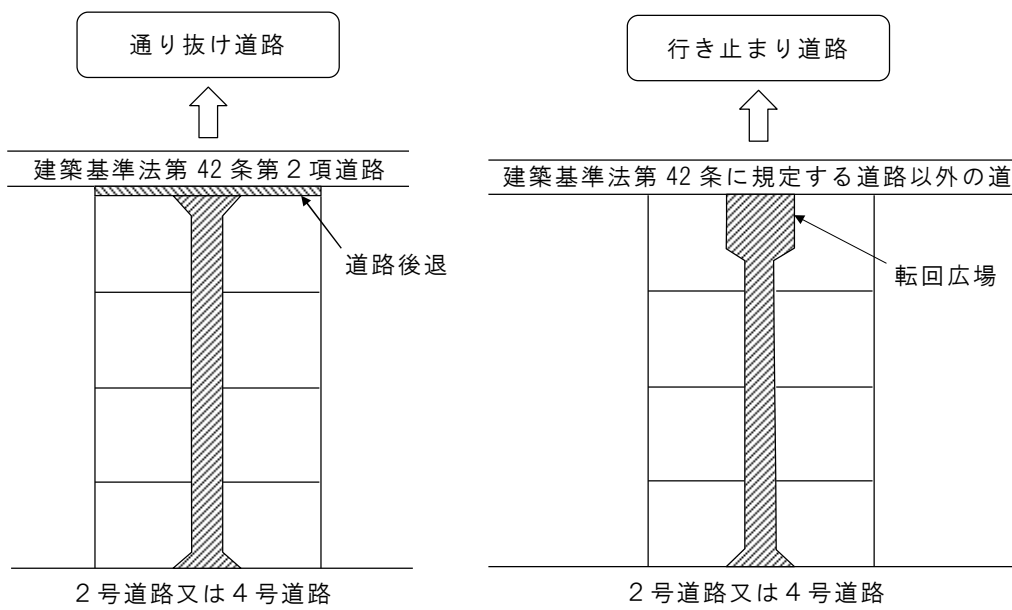 通り抜け道路
建築基準法第 42 条第２項道路
道路後退
２号道路又は４号道路
行き止まり道路
建築基準法第 42 条に規定する道路以外の道
転回広場
２号道路又は４号道路